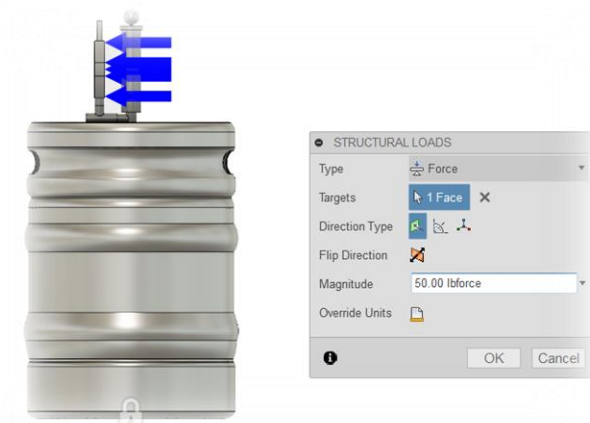 STRUCTURAL LOADS
Type Force
Targets 1 Face
Direction Type
Flip Direction
Magnitude 50.00 lbforce
Override Units
OK Cancel